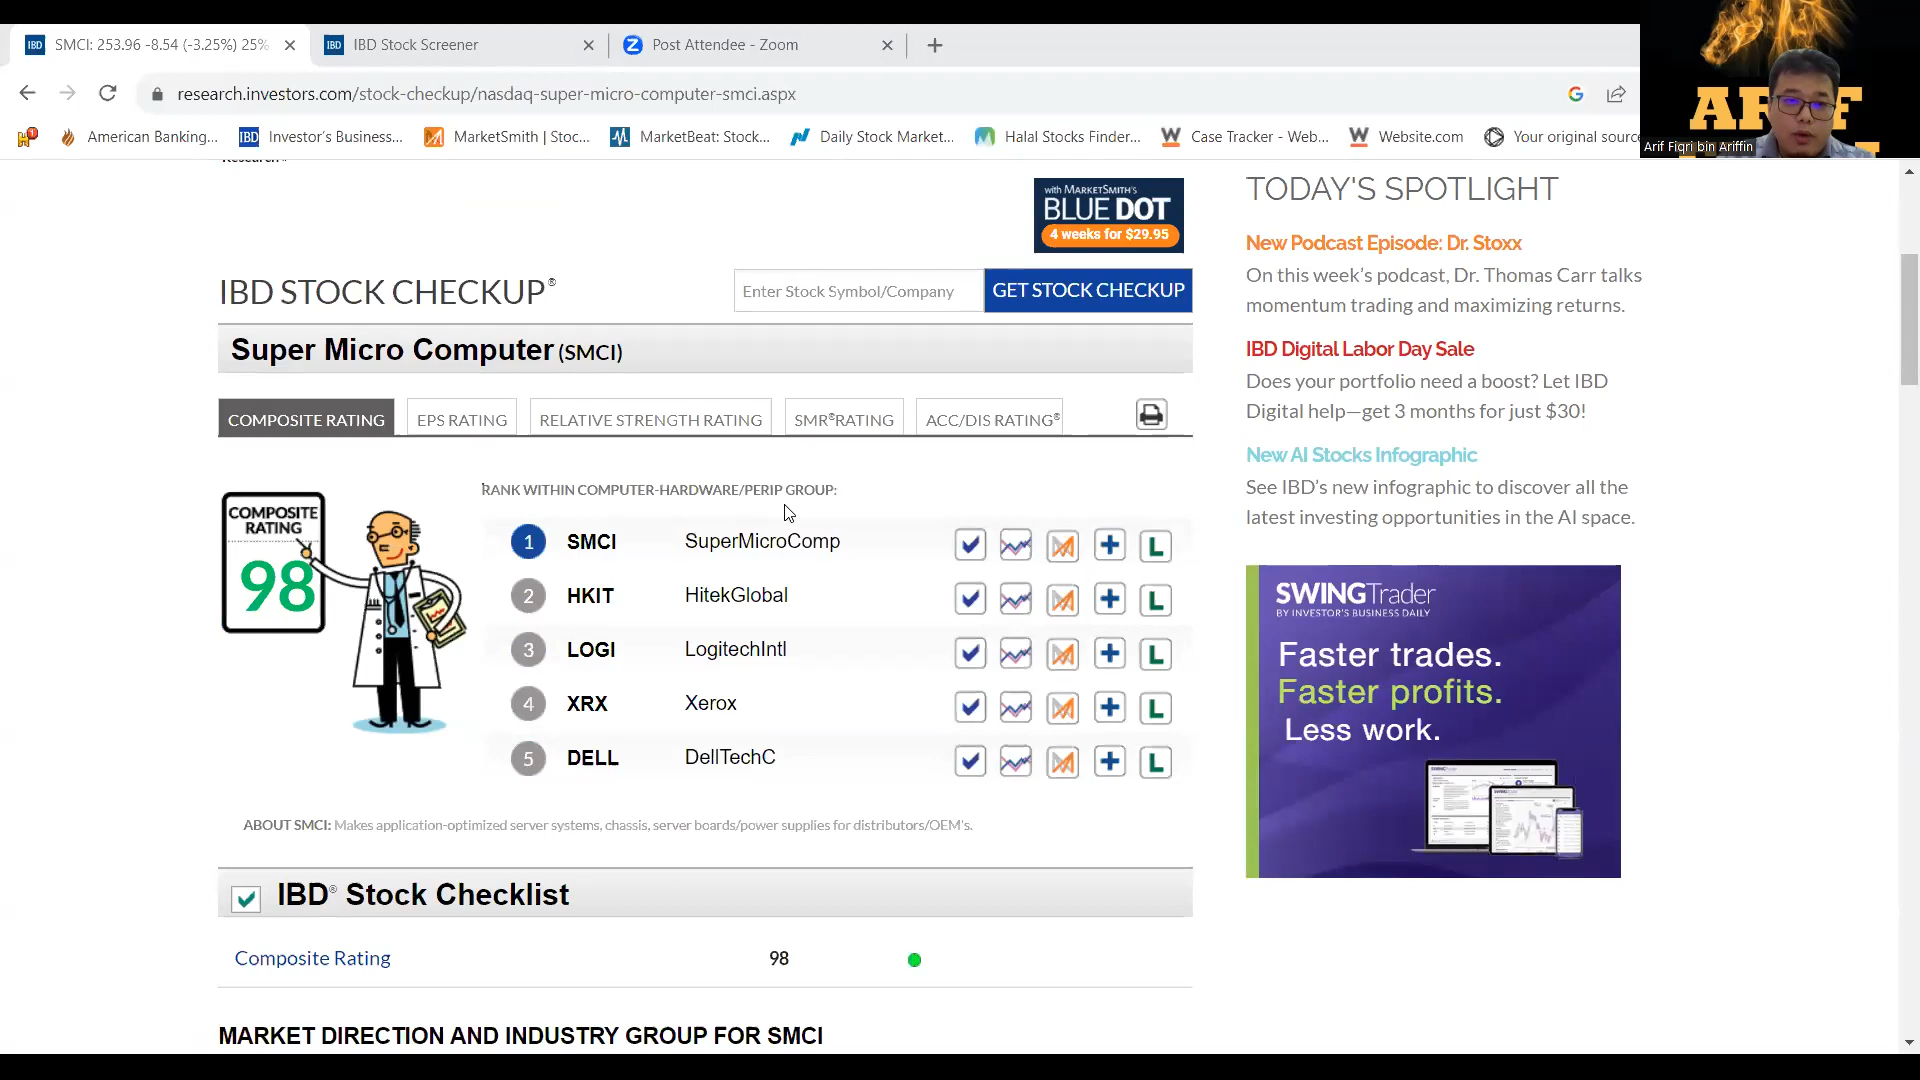 SMCI: 253.96 -8.54 (-3.25%) 25%
IBD Stock Screener
Post Attendee - Zoom
research.investors.com/stock-checkup/nasdaq-super-micro-computer-smci.aspx
American Banking...
Investor's Business...
MarketSmith | Stoc...
MarketBeat: Stock...
Daily Stock Market...
Halal Stocks Finder...
Case Tracker - Web...
Website.com
Your original source
Arif Fiqri bin Ariffin
with MARKETSMITH'S
BLUE DOT
4 weeks for $29.95
IBD STOCK CHECKUP®
Enter Stock Symbol/Company
GET STOCK CHECKUP
Super Micro Computer (SMCI)
COMPOSITE RATING
EPS RATING
RELATIVE STRENGTH RATING
SMR®RATING
ACC/DIS RATING®
COMPOSITE
RATING
98
RANK WITHIN COMPUTER-HARDWARE/PERIP GROUP:
1 SMCI SuperMicroComp
2 HKIT HitekGlobal
3 LOGI LogitechIntl
4 XRX Xerox
5 DELL DellTechC
ABOUT SMCI: Makes application-optimized server systems, chassis, server boards/power supplies for distributors/OEM's.
IBD® Stock Checklist
Composite Rating 98
MARKET DIRECTION AND INDUSTRY GROUP FOR SMCI
TODAY'S SPOTLIGHT
New Podcast Episode: Dr. Stoxx
On this week's podcast, Dr. Thomas Carr talks
momentum trading and maximizing returns.
IBD Digital Labor Day Sale
Does your portfolio need a boost? Let IBD
Digital help—get 3 months for just $30!
New AI Stocks Infographic
See IBD's new infographic to discover all the
latest investing opportunities in the AI space.
SWINGTrader
BY INVESTOR'S BUSINESS DAILY
Faster trades.
Faster profits.
Less work.